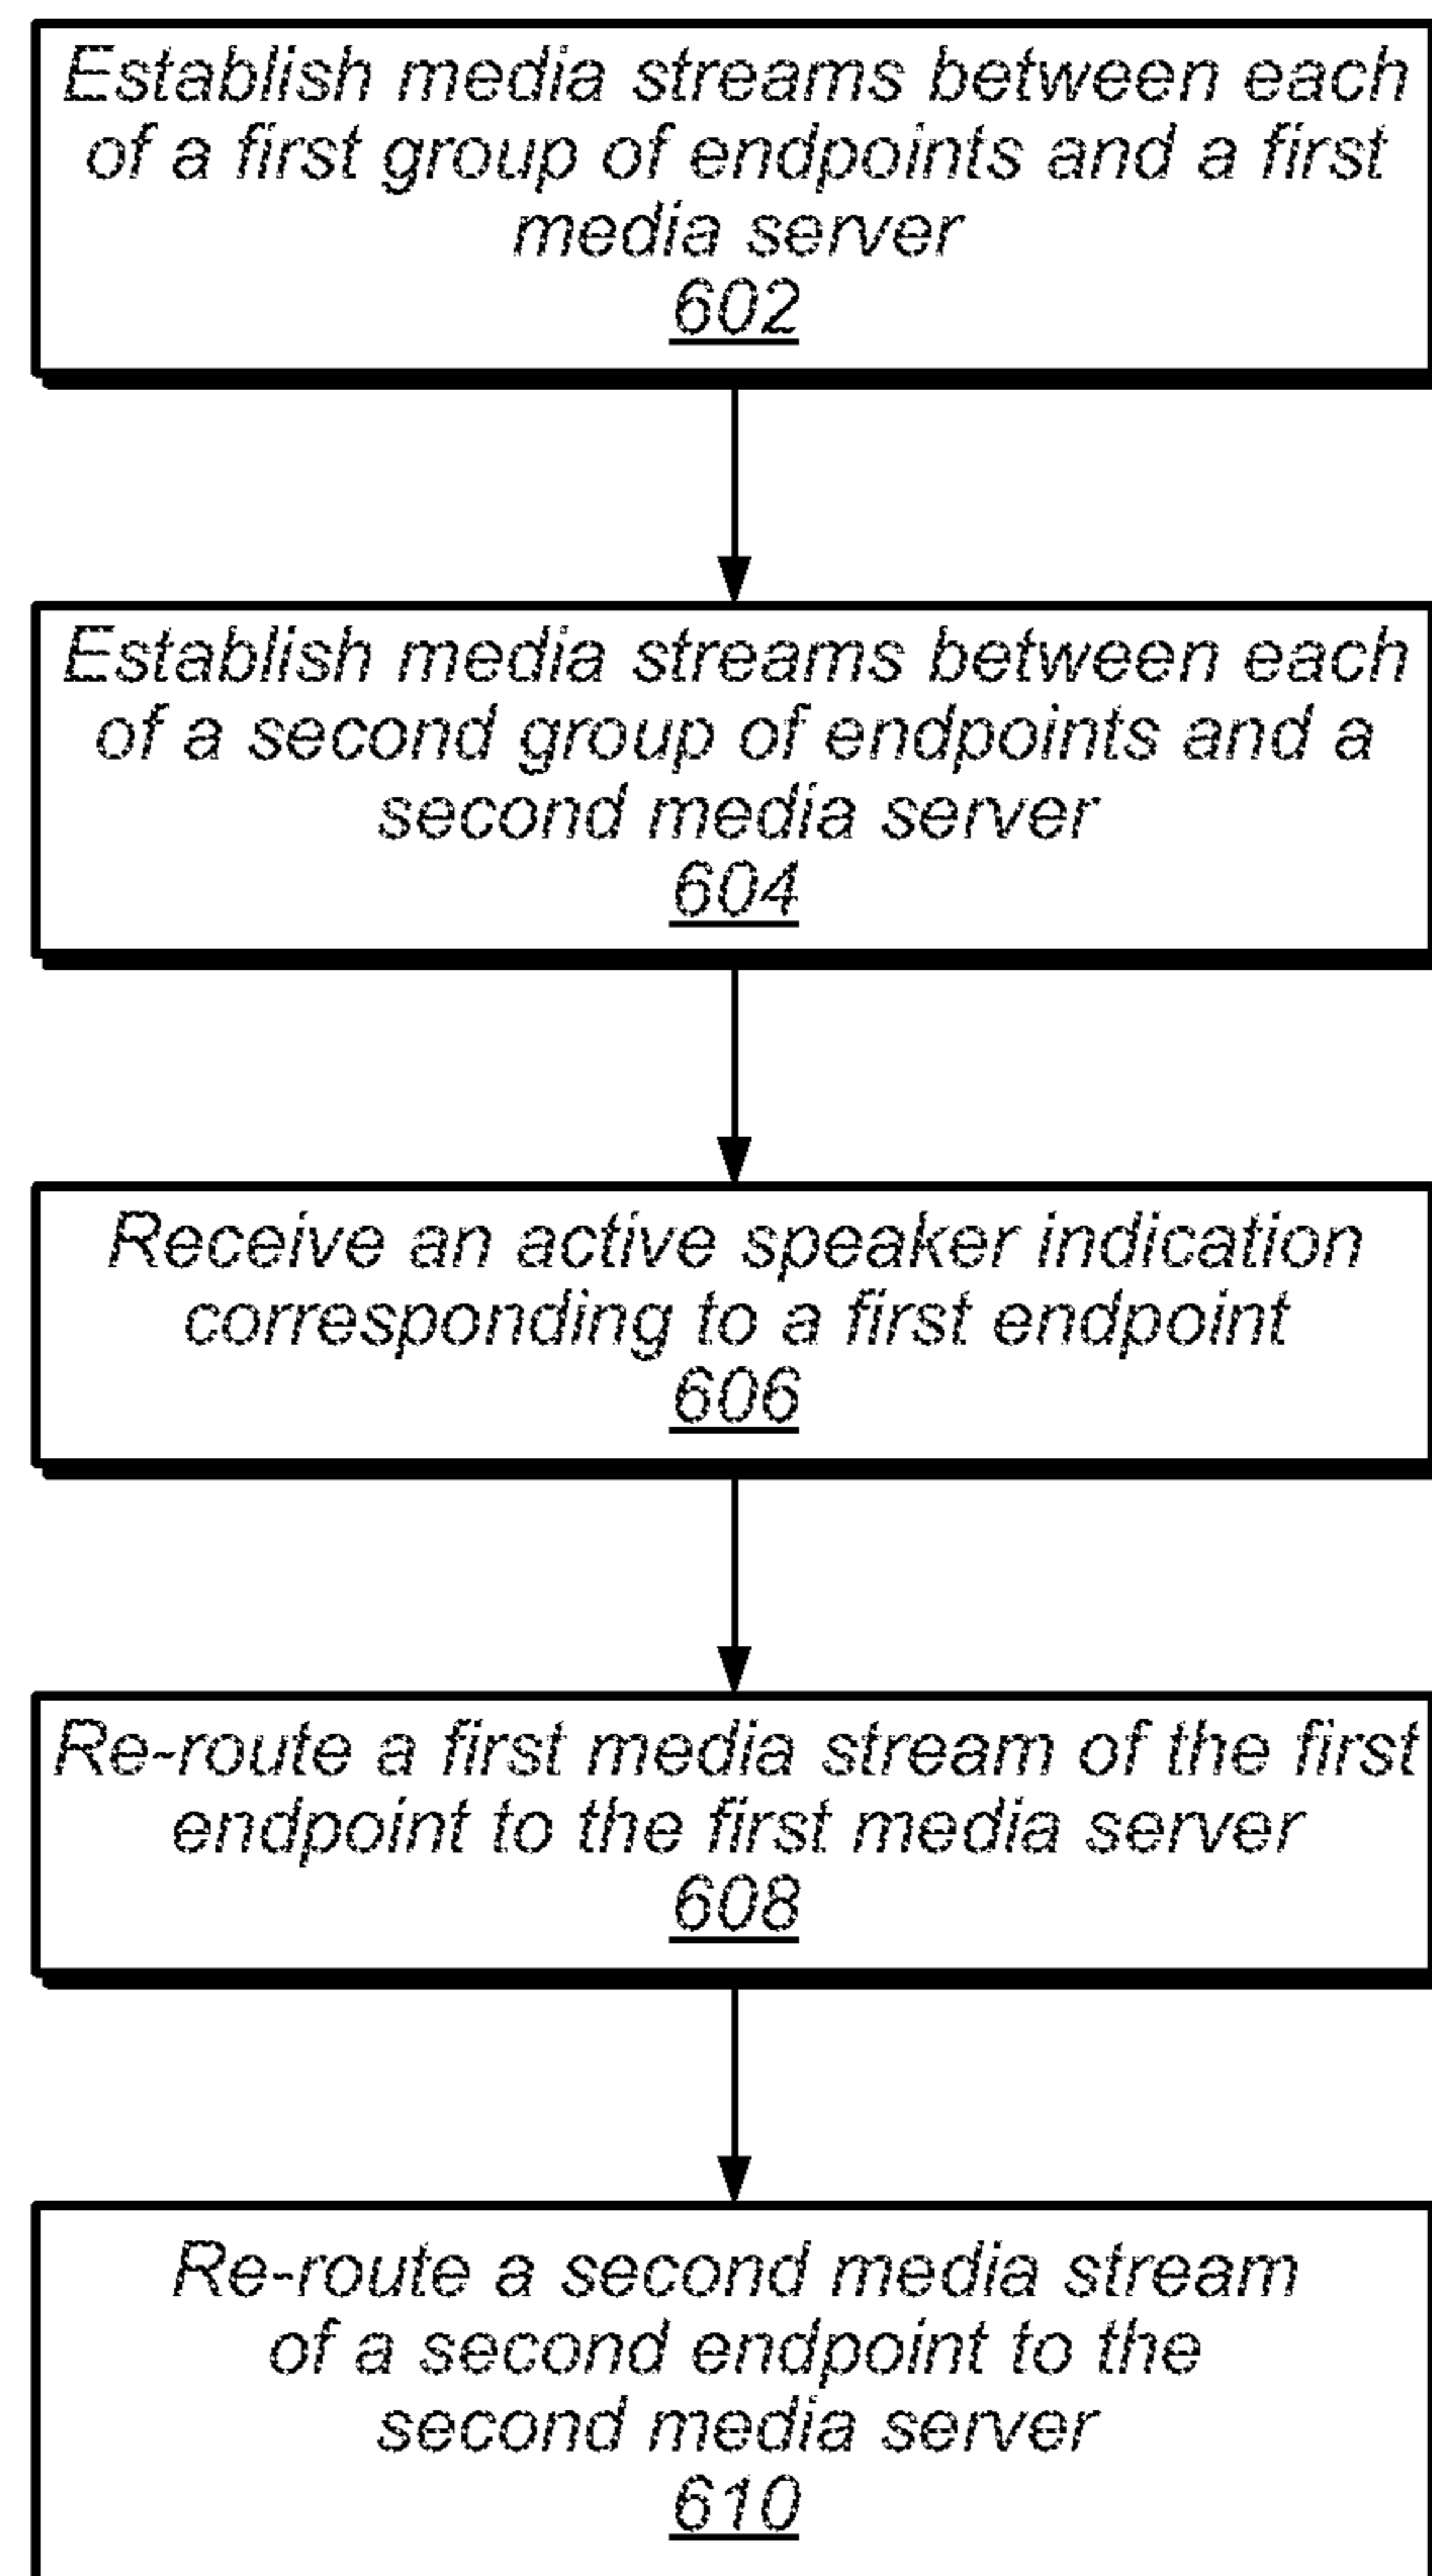 Establish media streams between each
of a first group of endpoints and a first
media server
602
Establish media streams between each
of a second group of endpoints and a
second media server
604
Receive an active speaker indication
corresponding to a first endpoint
606
Re-route a first media stream of the first
endpoint to the first media server
608
Re-route a second media stream
of a second endpoint to the
second media server
610